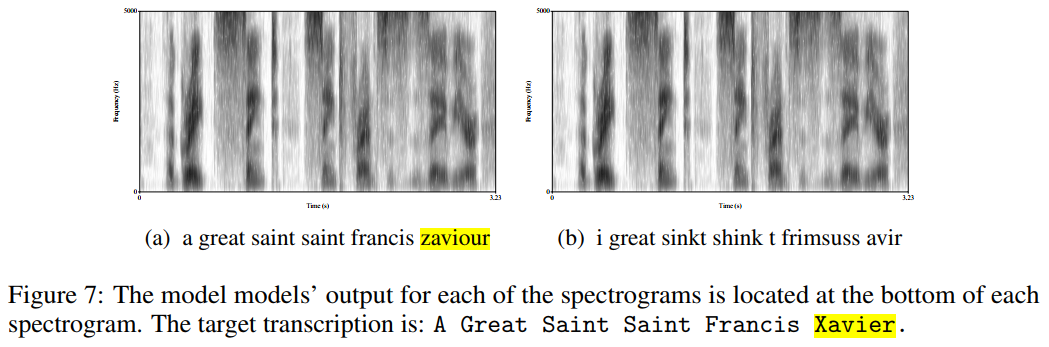 5000
Frequency (Hz)
0
0
Time (s)
3.23
5000
Frequency (Hz)
0
0
Time (s)
3.23
(a) a great saint saint francis zaviour
(b) i great sinkt shink t frimsuss avir
Figure 7: The model models’ output for each of the spectrograms is located at the bottom of each
spectrogram. The target transcription is: A Great Saint Saint Francis Xavier.